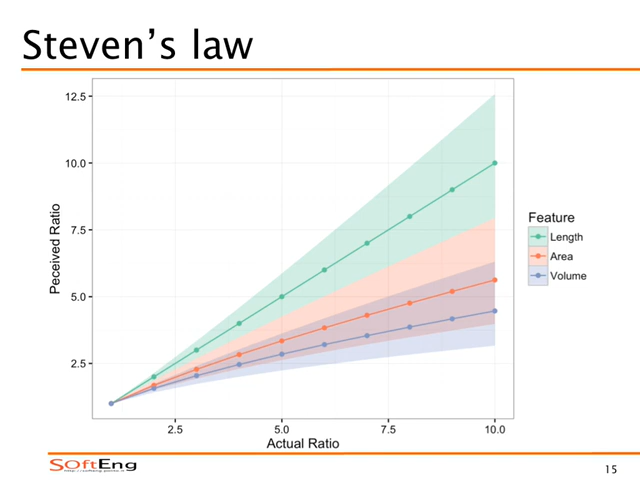 Steven's law
12.5
10.0
7.5
5.0
2.5
Peceived Ratio
2.5
5.0
7.5
10.0
Actual Ratio
Feature
Length
Area
Volume
SOftEng
15